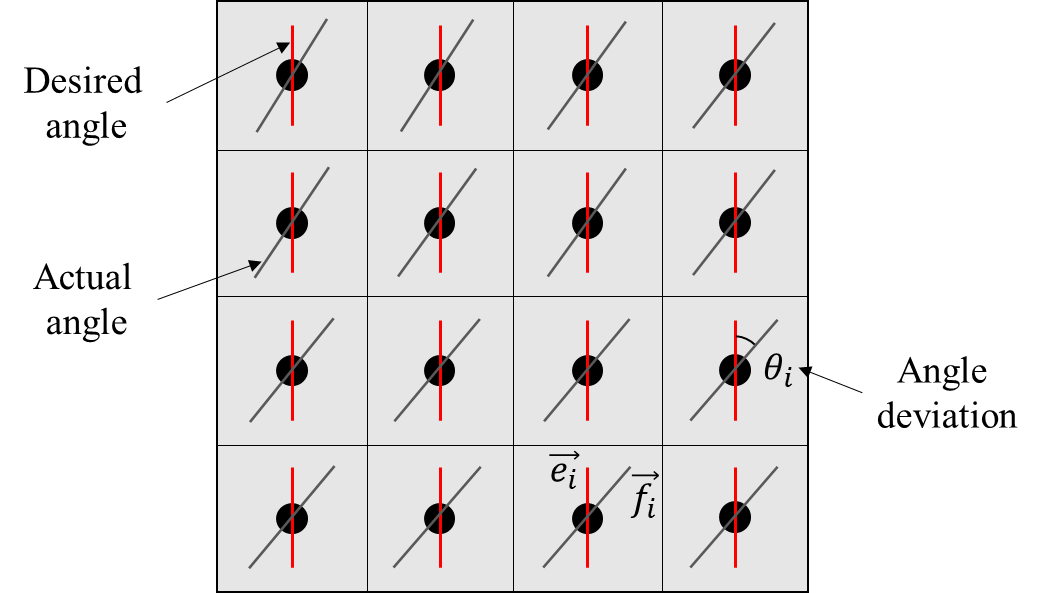 Desired
angle
Actual
angle
θᵢ
Angle
deviation
e⃗ᵢ
f⃗ᵢ